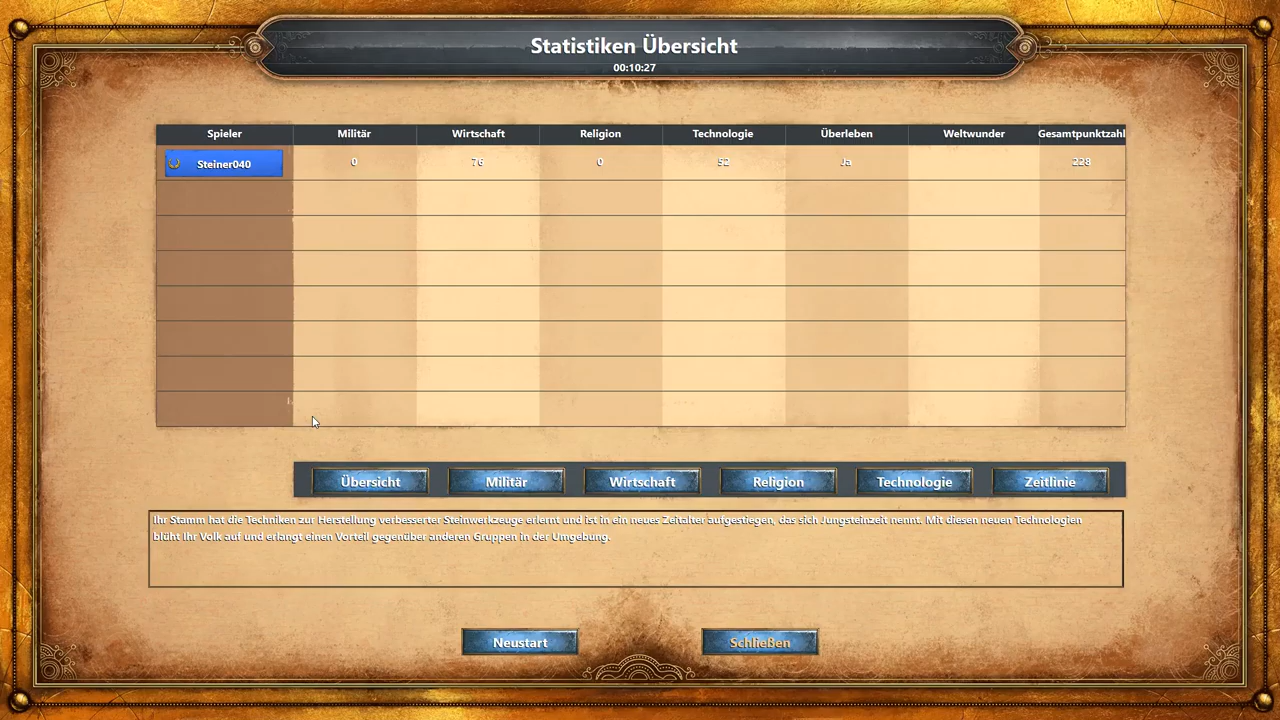 Statistiken Übersicht
00:10:27
Spieler Militär Wirtschaft Religion Technologie Überleben Weltwunder Gesamtpunktzahl
Steiner040 0 76 0 52 Ja 228
Übersicht Militär Wirtschaft Religion Technologie Zeitlinie
Ihr Stamm hat die Techniken zur Herstellung verbesserter Steinwerkzeuge erlernt und ist in ein neues Zeitalter aufgestiegen, das sich Jungsteinzeit nennt. Mit diesen neuen Technologien
blüht Ihr Volk auf und erlangt einen Vorteil gegenüber anderen Gruppen in der Umgebung.
Neustart Schließen